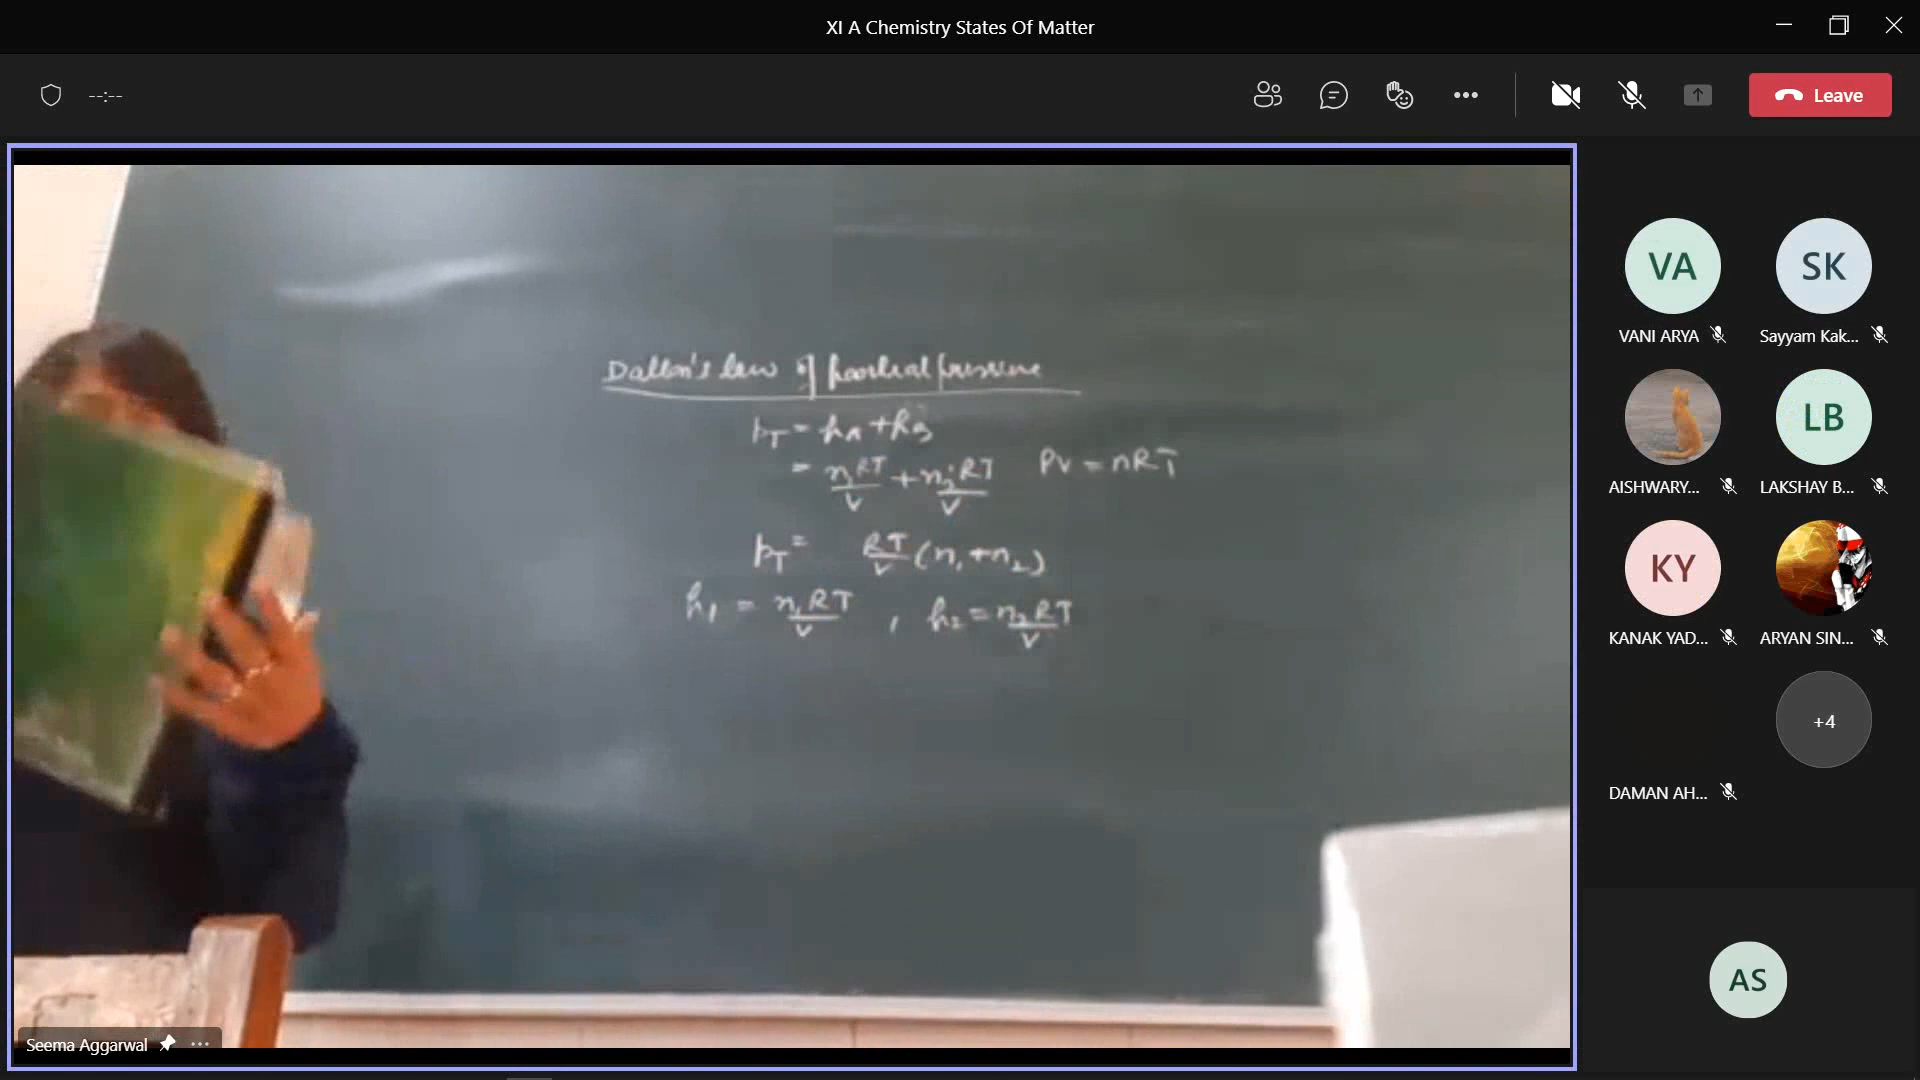 XI A Chemistry States Of Matter
--:--
Leave
Dalton's law of partial pressure
pT = pA + pB
= n₁RT/V + n₂RT/V    PV = nRT
pT = RT/V (n₁ + n₂)
p₁ = n₁RT/V , p₂ = n₂RT/V
Seema Aggarwal
VA
SK
VANI ARYA
Sayyam Kak...
LB
AISHWARY...
LAKSHAY B...
KY
KANAK YAD...
ARYAN SIN...
+4
DAMAN AH...
AS